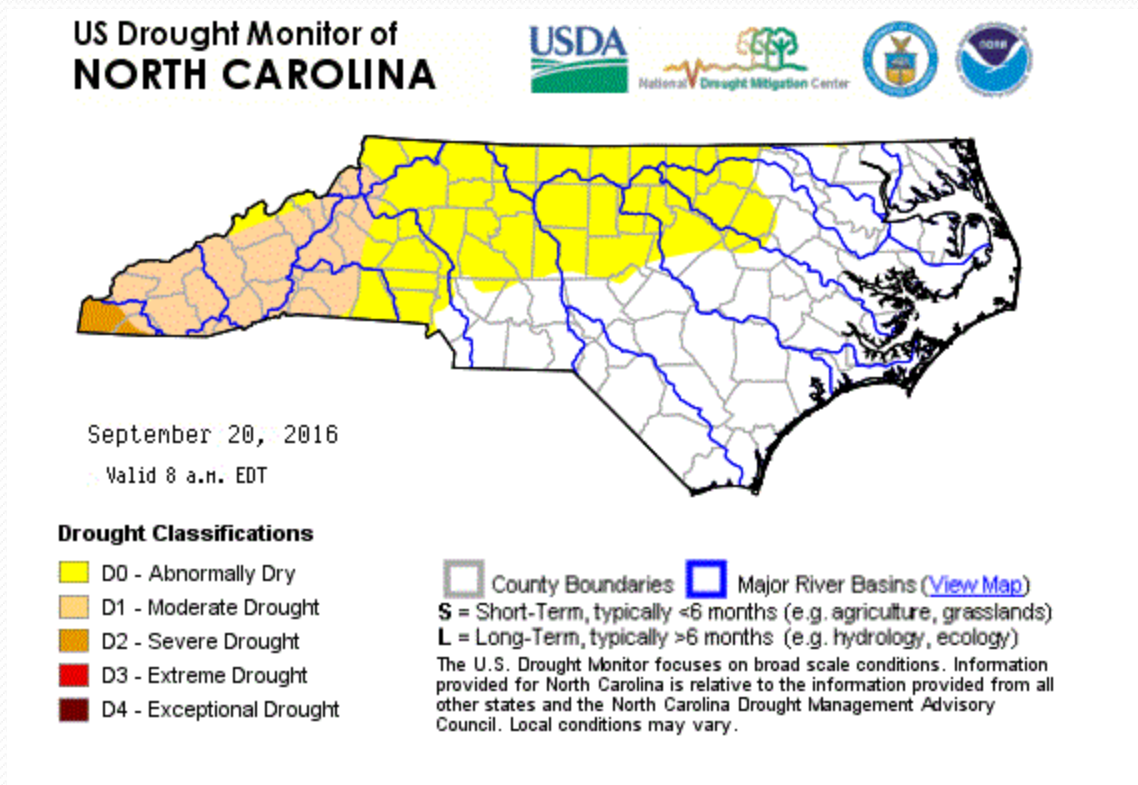 US Drought Monitor of
NORTH CAROLINA
USDA
National Drought Mitigation Center
NOAA
September 20, 2016
Valid 8 a.m. EDT
Drought Classifications
D0 - Abnormally Dry
D1 - Moderate Drought
D2 - Severe Drought
D3 - Extreme Drought
D4 - Exceptional Drought
County Boundaries Major River Basins (View Map)
S = Short-Term, typically <6 months (e.g. agriculture, grasslands)
L = Long-Term, typically >6 months (e.g. hydrology, ecology)
The U.S. Drought Monitor focuses on broad scale conditions. Information
provided for North Carolina is relative to the information provided from all
other states and the North Carolina Drought Management Advisory
Council. Local conditions may vary.